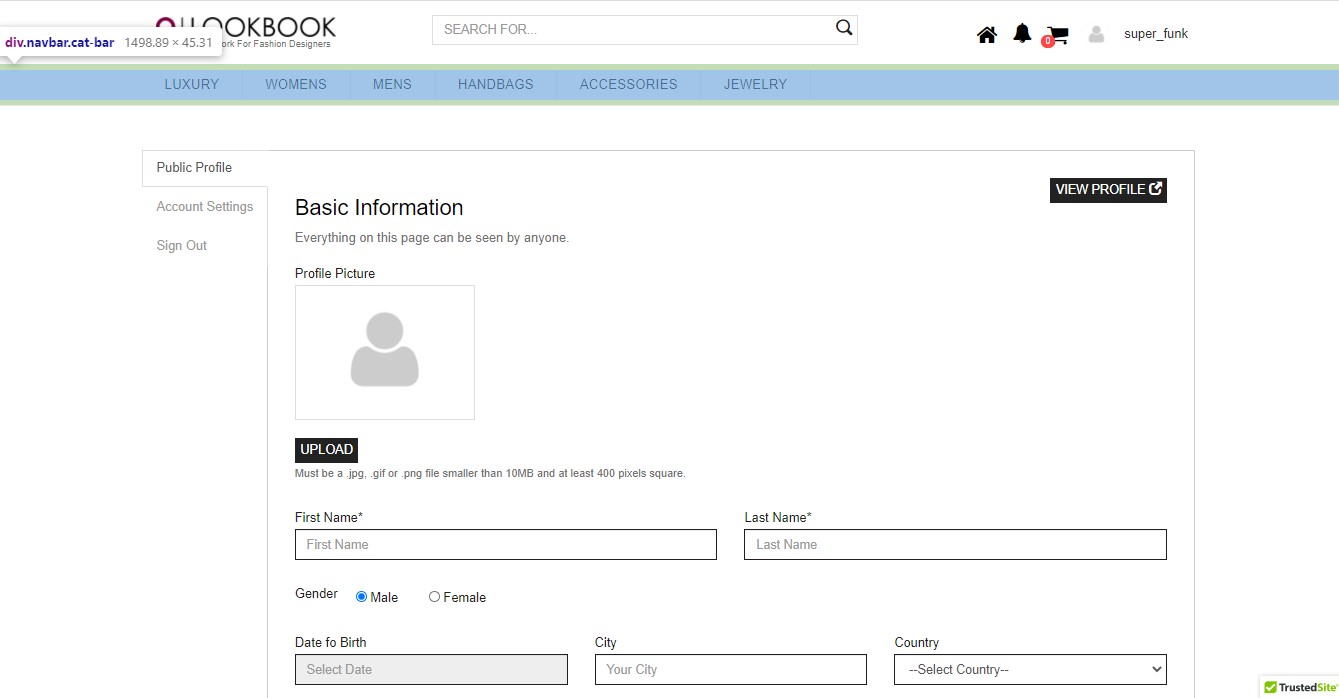 LOOKBOOK
ork For Fashion Designers
div.navbar.cat-bar 1498.89 × 45.31
SEARCH FOR...
0
super_funk
LUXURY WOMENS MENS HANDBAGS ACCESSORIES JEWELRY
Public Profile
Account Settings
Sign Out
VIEW PROFILE
Basic Information
Everything on this page can be seen by anyone.
Profile Picture
UPLOAD
Must be a .jpg, .gif or .png file smaller than 10MB and at least 400 pixels square.
First Name* Last Name*
First Name Last Name
Gender Male Female
Date fo Birth City Country
Select Date Your City --Select Country--
TrustedSite